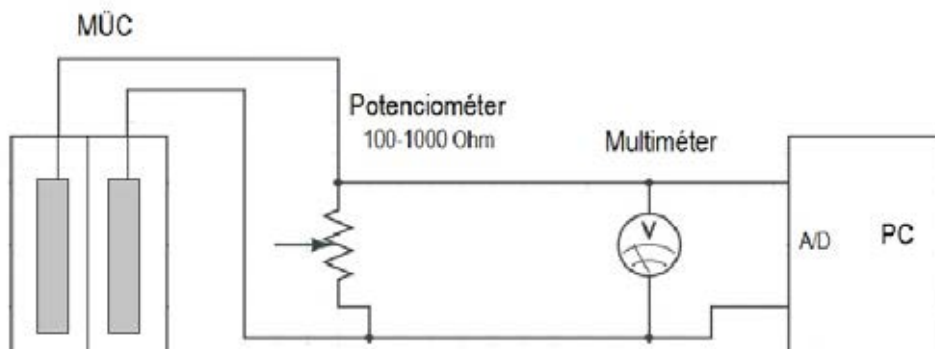 MÜC
Potenciométer
100-1000 Ohm
Multiméter
V
A/D
PC